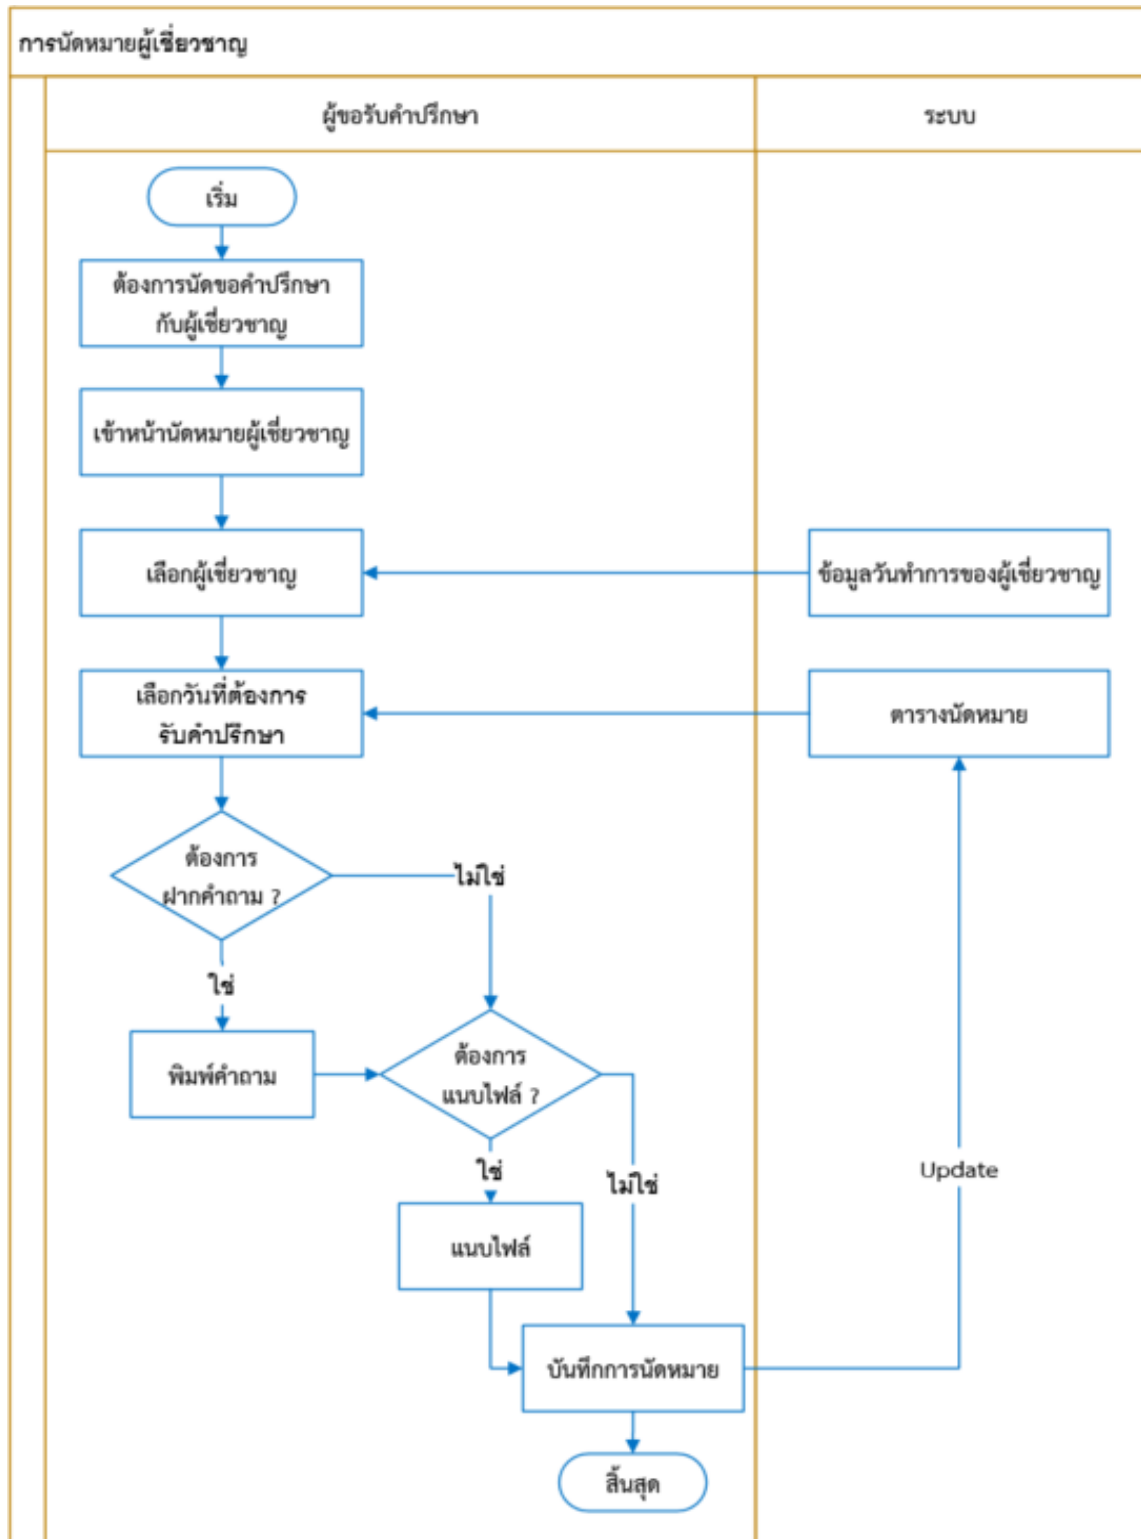 การนัดหมายผู้เชี่ยวชาญ
ผู้ขอรับคำปรึกษา
ระบบ
เริ่ม
ต้องการนัดขอคำปรึกษา
กับผู้เชี่ยวชาญ
เข้าหน้านัดหมายผู้เชี่ยวชาญ
เลือกผู้เชี่ยวชาญ
ข้อมูลวันทำการของผู้เชี่ยวชาญ
เลือกวันที่ต้องการ
รับคำปรึกษา
ตารางนัดหมาย
ต้องการ
ฝากคำถาม ?
ไม่ใช่
ใช่
พิมพ์คำถาม
ต้องการ
แนบไฟล์ ?
ใช่
ไม่ใช่
Update
แนบไฟล์
บันทึกการนัดหมาย
สิ้นสุด